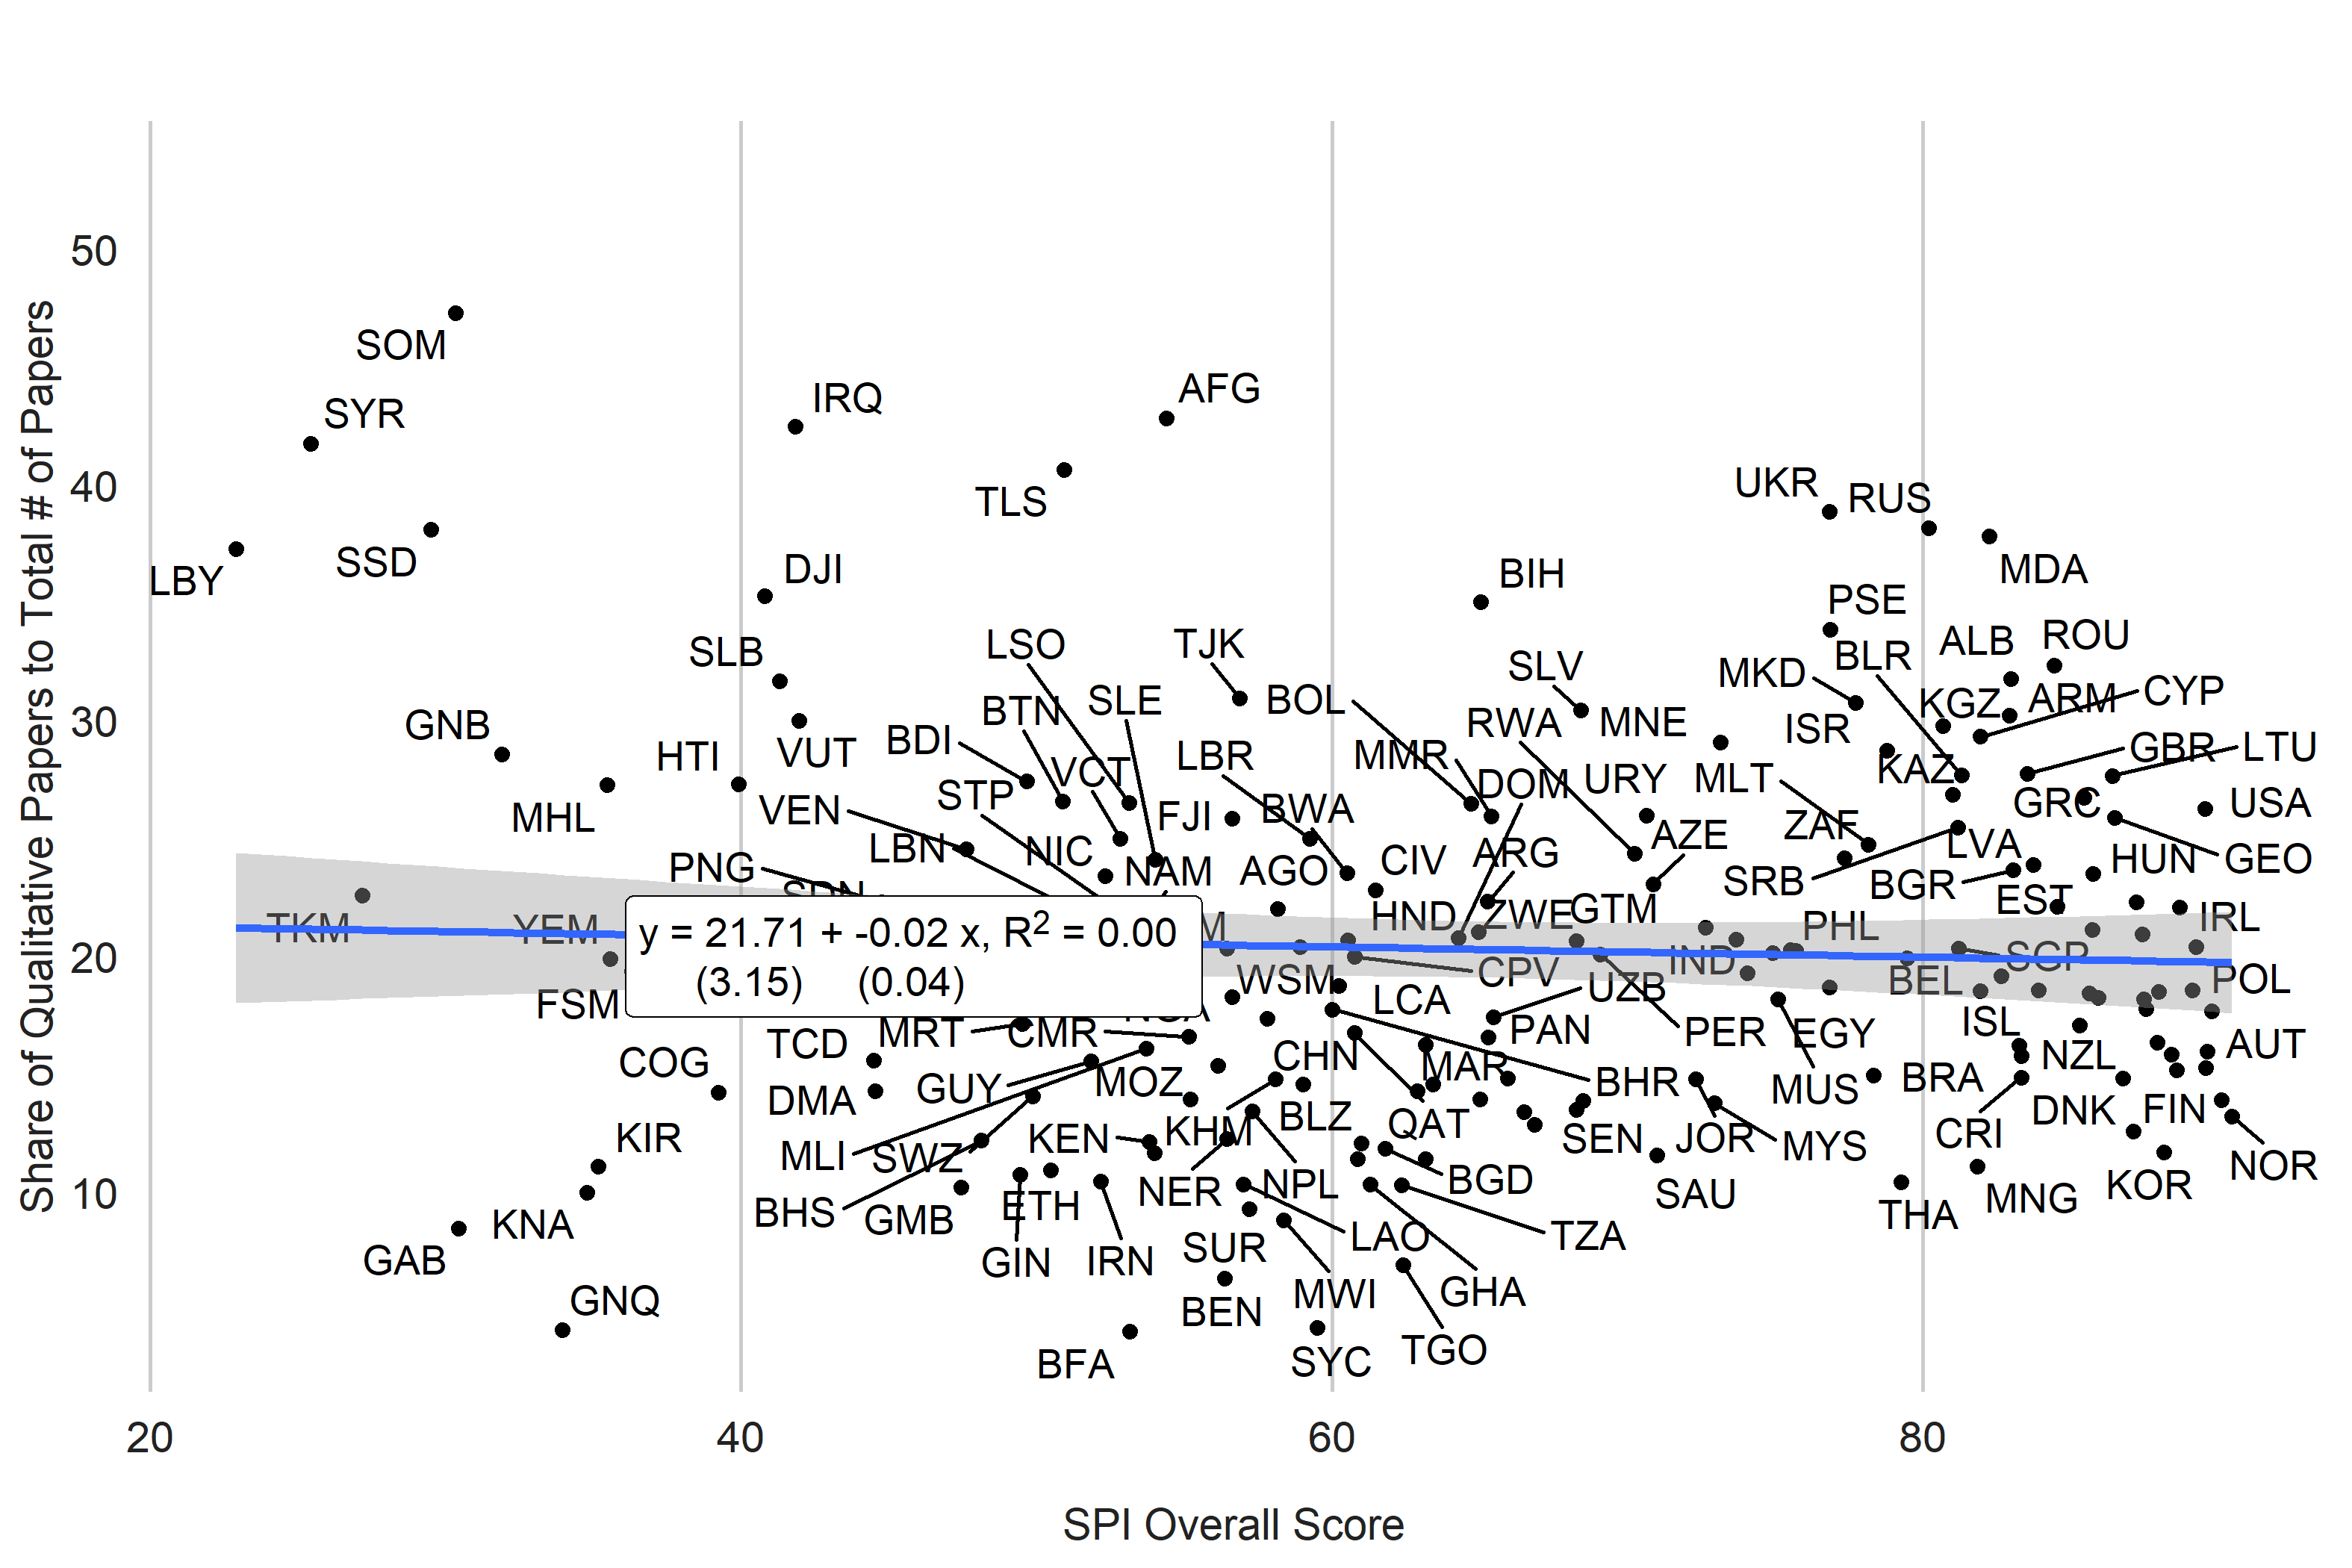 Share of Qualitative Papers to Total # of Papers
50
40
30
20
10
SOM
SYR
IRQ
AFG
TLS
UKR
RUS
LBY
SSD
DJI
MDA
BIH
PSE
SLB
LSO
TJK
SLV
MKD
BLR
ALB
ROU
GNB
HTI
VUT
BDI
BTN
SLE
BOL
RWA
MNE
ISR
KGZ
ARM
CYP
MHL
VEN
STP
VCT
LBR
MMR
DOM
URY
MLT
KAZ
GBR
LTU
FJI
BWA
GRC
USA
PNG
LBN
NIC
NAM
AGO
CIV
ARG
AZE
ZAF
SRB
LVA
BGR
HUN
GEO
TKM
YEM
HND
ZWE
GTM
PHL
EST
IRL
y = 21.71 + -0.02 x, R² = 0.00
(3.15) (0.04)
FSM
WSM
CPV
UZB
IND
BEL
SGP
POL
COG
TCD
MRT
CMR
LCA
PAN
PER
EGY
ISL
NZL
AUT
DMA
GUY
MOZ
CHN
MAR
BHR
MUS
BRA
KIR
MLI
SWZ
KEN
KHM
BLZ
QAT
SEN
JOR
MYS
CRI
DNK
FIN
GAB
KNA
BHS
GMB
ETH
NER
NPL
BGD
SAU
THA
MNG
KOR
NOR
GNQ
GIN
IRN
SUR
LAO
TZA
BEN
MWI
GHA
BFA
SYC
TGO
20 40 60 80
SPI Overall Score